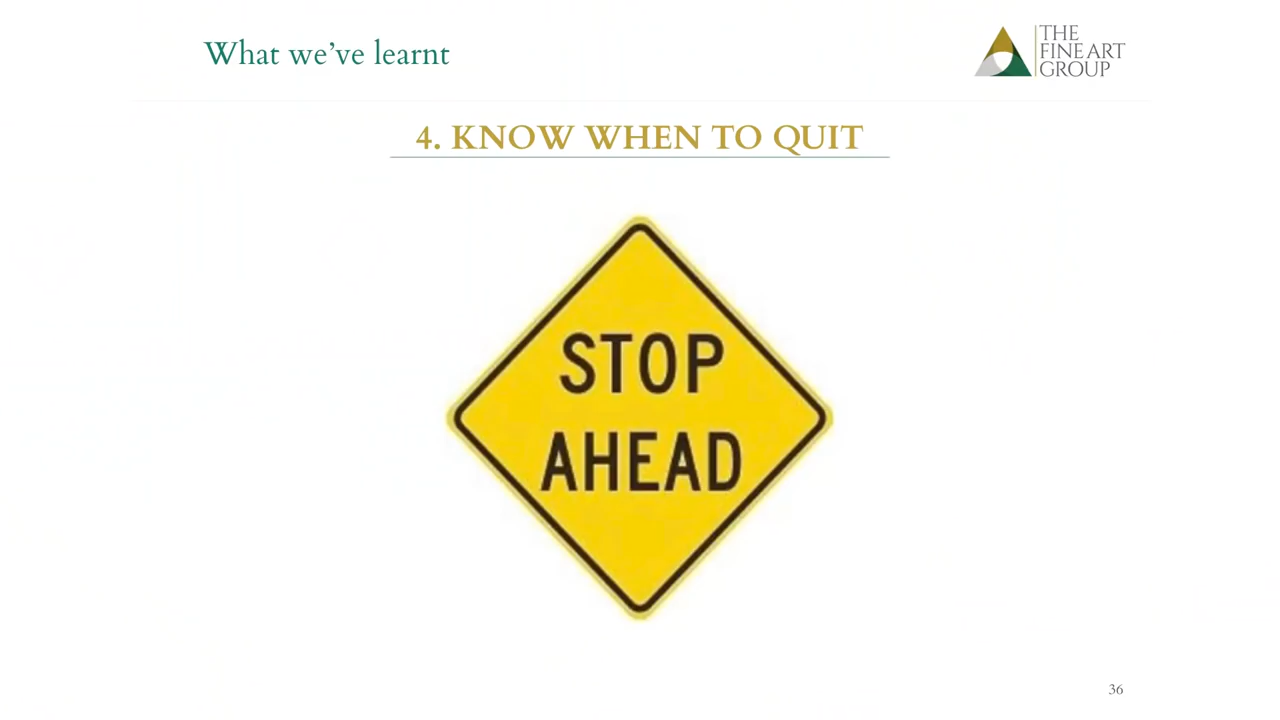 What we've learnt
THE
FINE ART
GROUP
4. KNOW WHEN TO QUIT
STOP
AHEAD
36